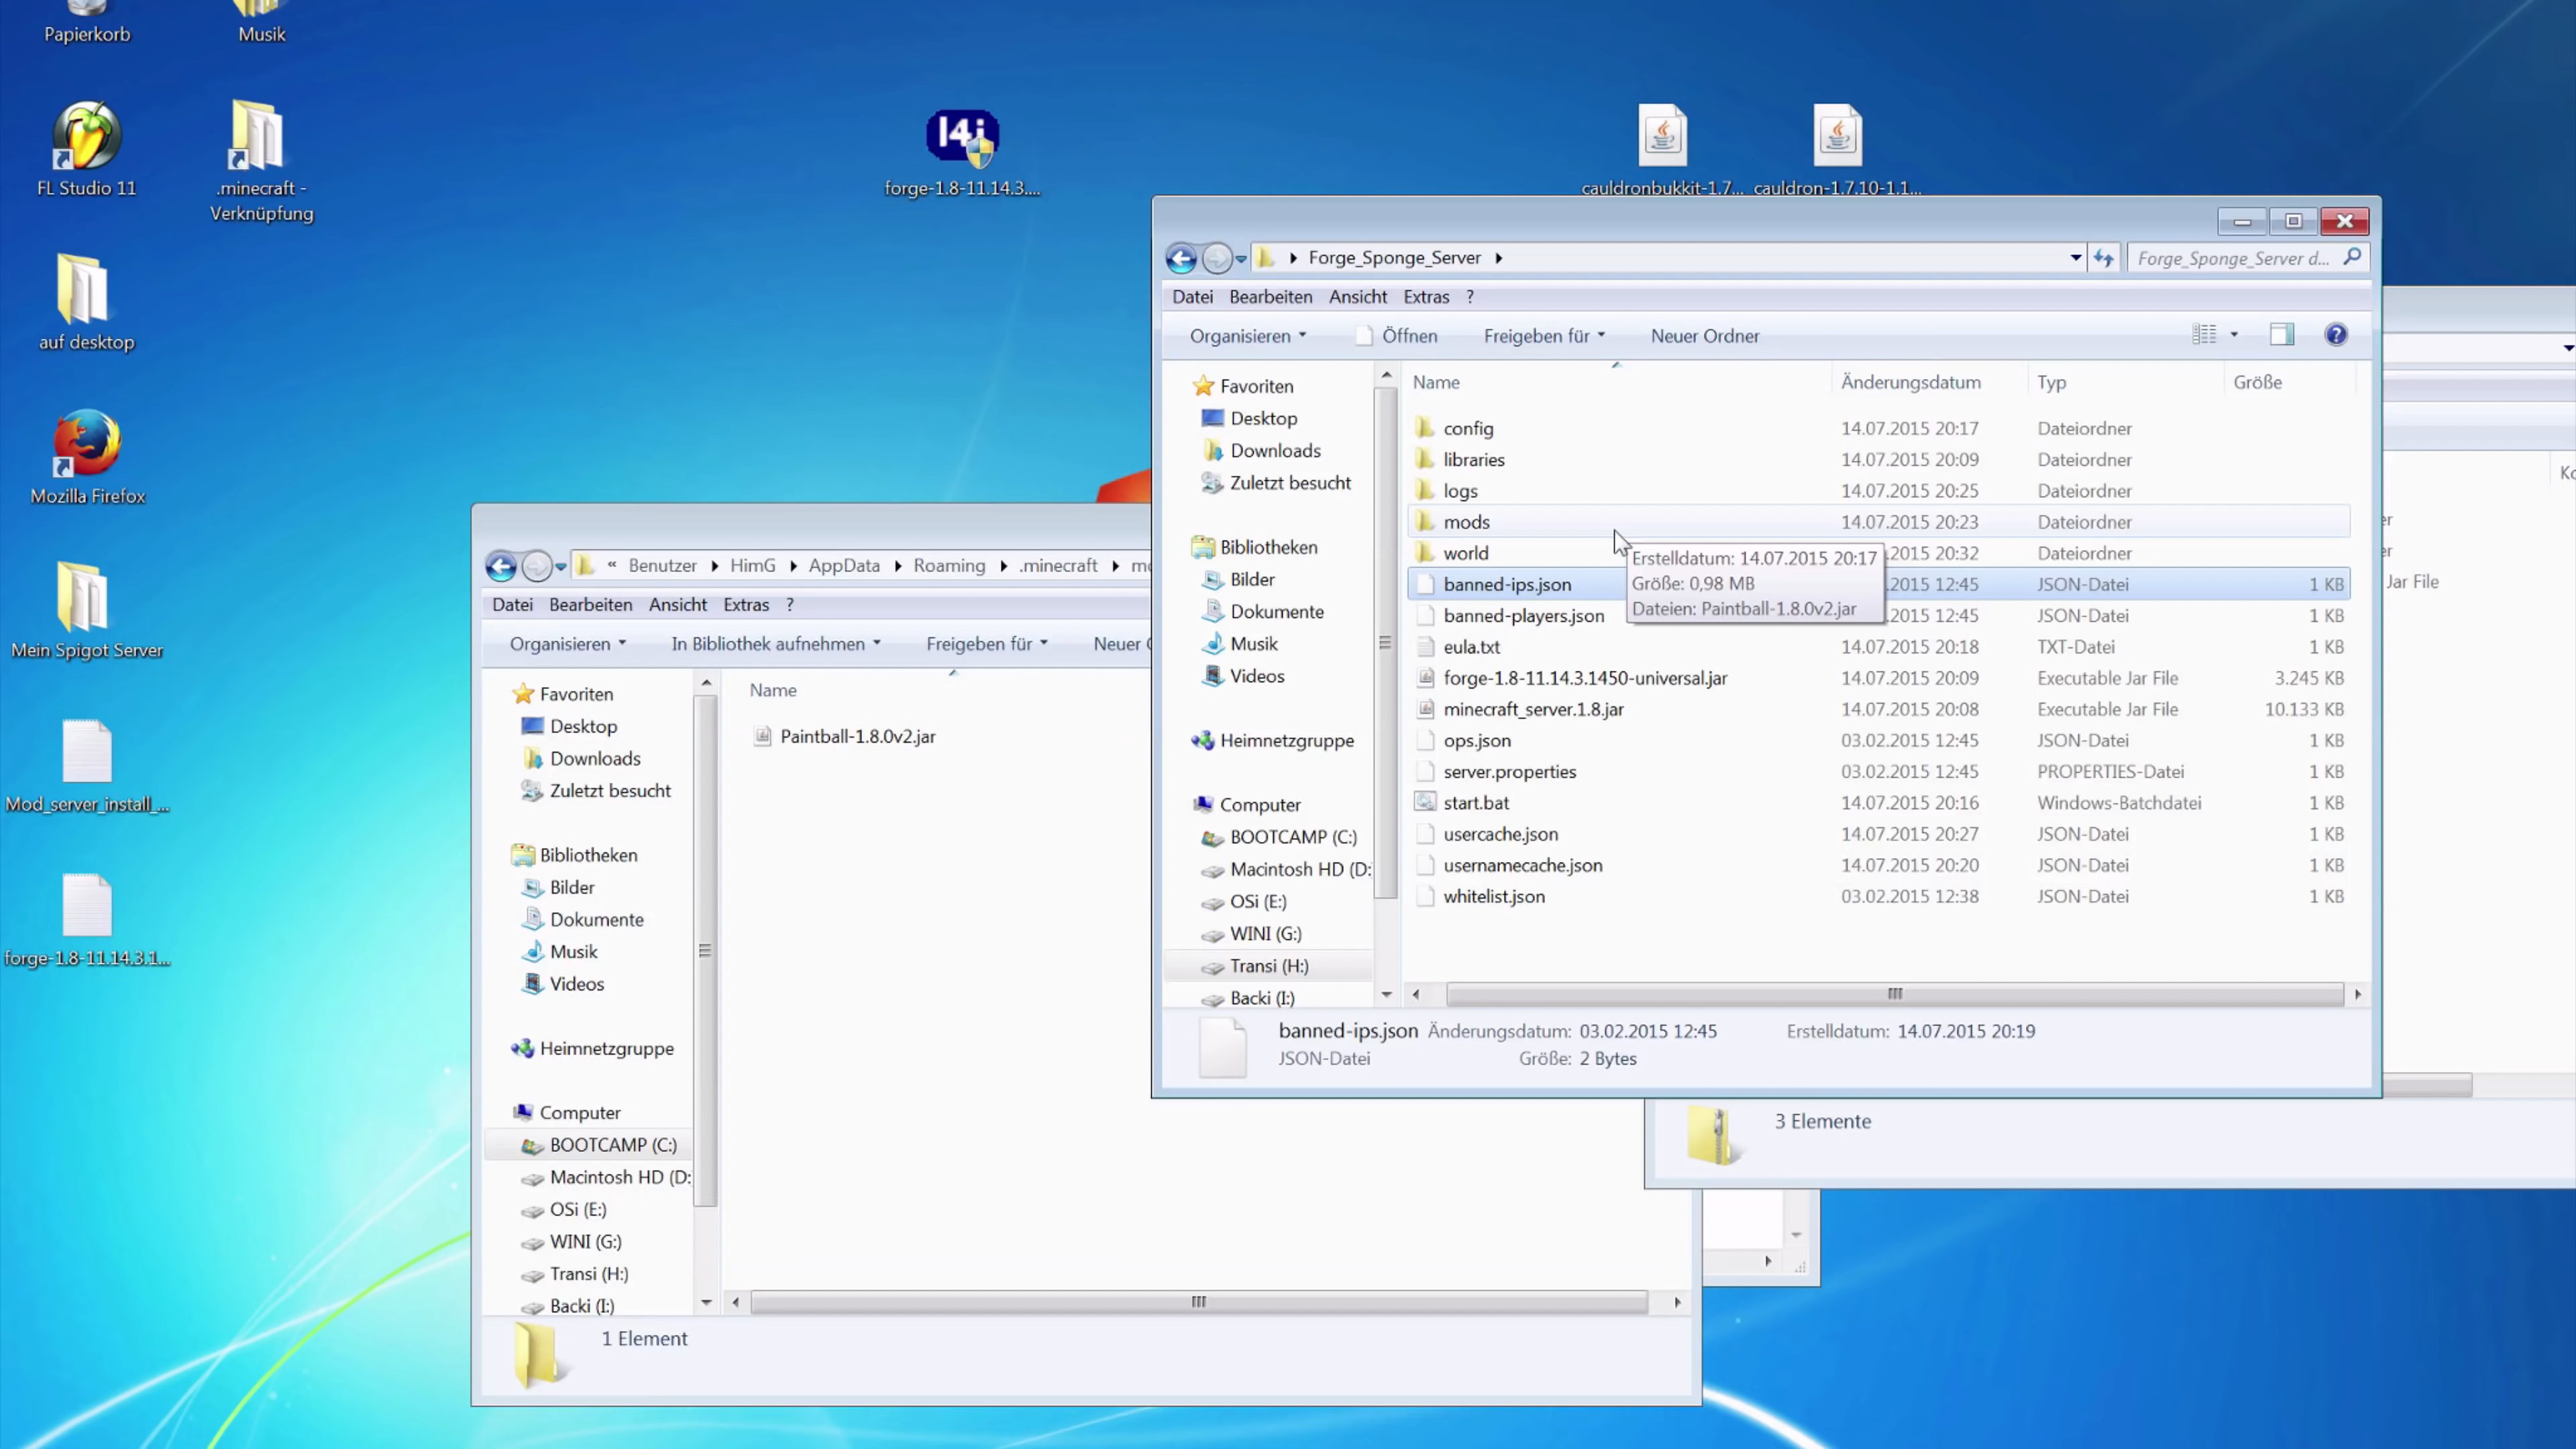 Papierkorb
Musik
FL Studio 11
.minecraft -
Verknüpfung
forge-1.8-11.14.3....
cauldronbukkit-1.7...
cauldron-1.7.10-1.1...
auf desktop
Mozilla Firefox
Mein Spigot Server
Mod_server_install_...
forge-1.8-11.14.3.1...
Forge_Sponge_Server
Forge_Sponge_Server d...
Datei Bearbeiten Ansicht Extras ?
Organisieren Öffnen Freigeben für Neuer Ordner
Favoriten
Desktop
Downloads
Zuletzt besucht
Bibliotheken
Bilder
Dokumente
Musik
Videos
Heimnetzgruppe
Computer
BOOTCAMP (C:)
Macintosh HD (D:
OSi (E:)
WINI (G:)
Transi (H:)
Backi (I:)
Name Änderungsdatum Typ Größe
config 14.07.2015 20:17 Dateiordner
libraries 14.07.2015 20:09 Dateiordner
logs 14.07.2015 20:25 Dateiordner
mods 14.07.2015 20:23 Dateiordner
world .2015 20:32 Dateiordner
banned-ips.json .2015 12:45 JSON-Datei 1 KB
banned-players.json .2015 12:45 JSON-Datei 1 KB
eula.txt 14.07.2015 20:18 TXT-Datei 1 KB
forge-1.8-11.14.3.1450-universal.jar 14.07.2015 20:09 Executable Jar File 3.245 KB
minecraft_server.1.8.jar 14.07.2015 20:08 Executable Jar File 10.133 KB
ops.json 03.02.2015 12:45 JSON-Datei 1 KB
server.properties 03.02.2015 12:45 PROPERTIES-Datei 1 KB
start.bat 14.07.2015 20:16 Windows-Batchdatei 1 KB
usercache.json 14.07.2015 20:27 JSON-Datei 1 KB
usernamecache.json 14.07.2015 20:20 JSON-Datei 1 KB
whitelist.json 03.02.2015 12:38 JSON-Datei 1 KB
Erstelldatum: 14.07.2015 20:17
Größe: 0,98 MB
Dateien: Paintball-1.8.0v2.jar
banned-ips.json Änderungsdatum: 03.02.2015 12:45 Erstelldatum: 14.07.2015 20:19
JSON-Datei Größe: 2 Bytes
« Benutzer HimG AppData Roaming .minecraft
Datei Bearbeiten Ansicht Extras ?
Organisieren In Bibliothek aufnehmen Freigeben für Neuer
Favoriten
Desktop
Downloads
Zuletzt besucht
Bibliotheken
Bilder
Dokumente
Musik
Videos
Heimnetzgruppe
Computer
BOOTCAMP (C:)
Macintosh HD (D:
OSi (E:)
WINI (G:)
Transi (H:)
Backi (I:)
Name
Paintball-1.8.0v2.jar
1 Element
Jar File
3 Elemente